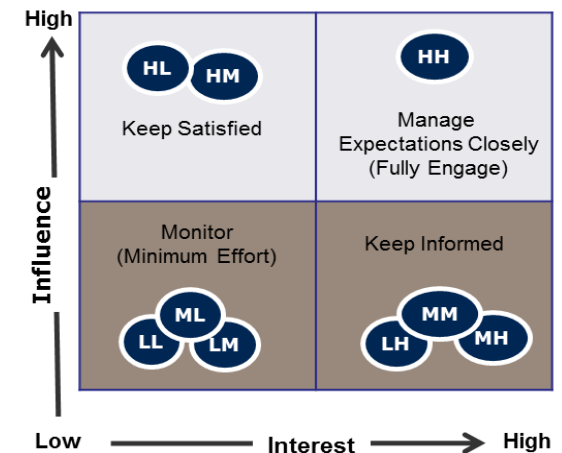 High
HL
HM
HH
Keep Satisfied
Manage
Expectations Closely
(Fully Engage)
Influence
Monitor
(Minimum Effort)
Keep Informed
ML
LL
LM
MM
LH
MH
Low
Interest
High